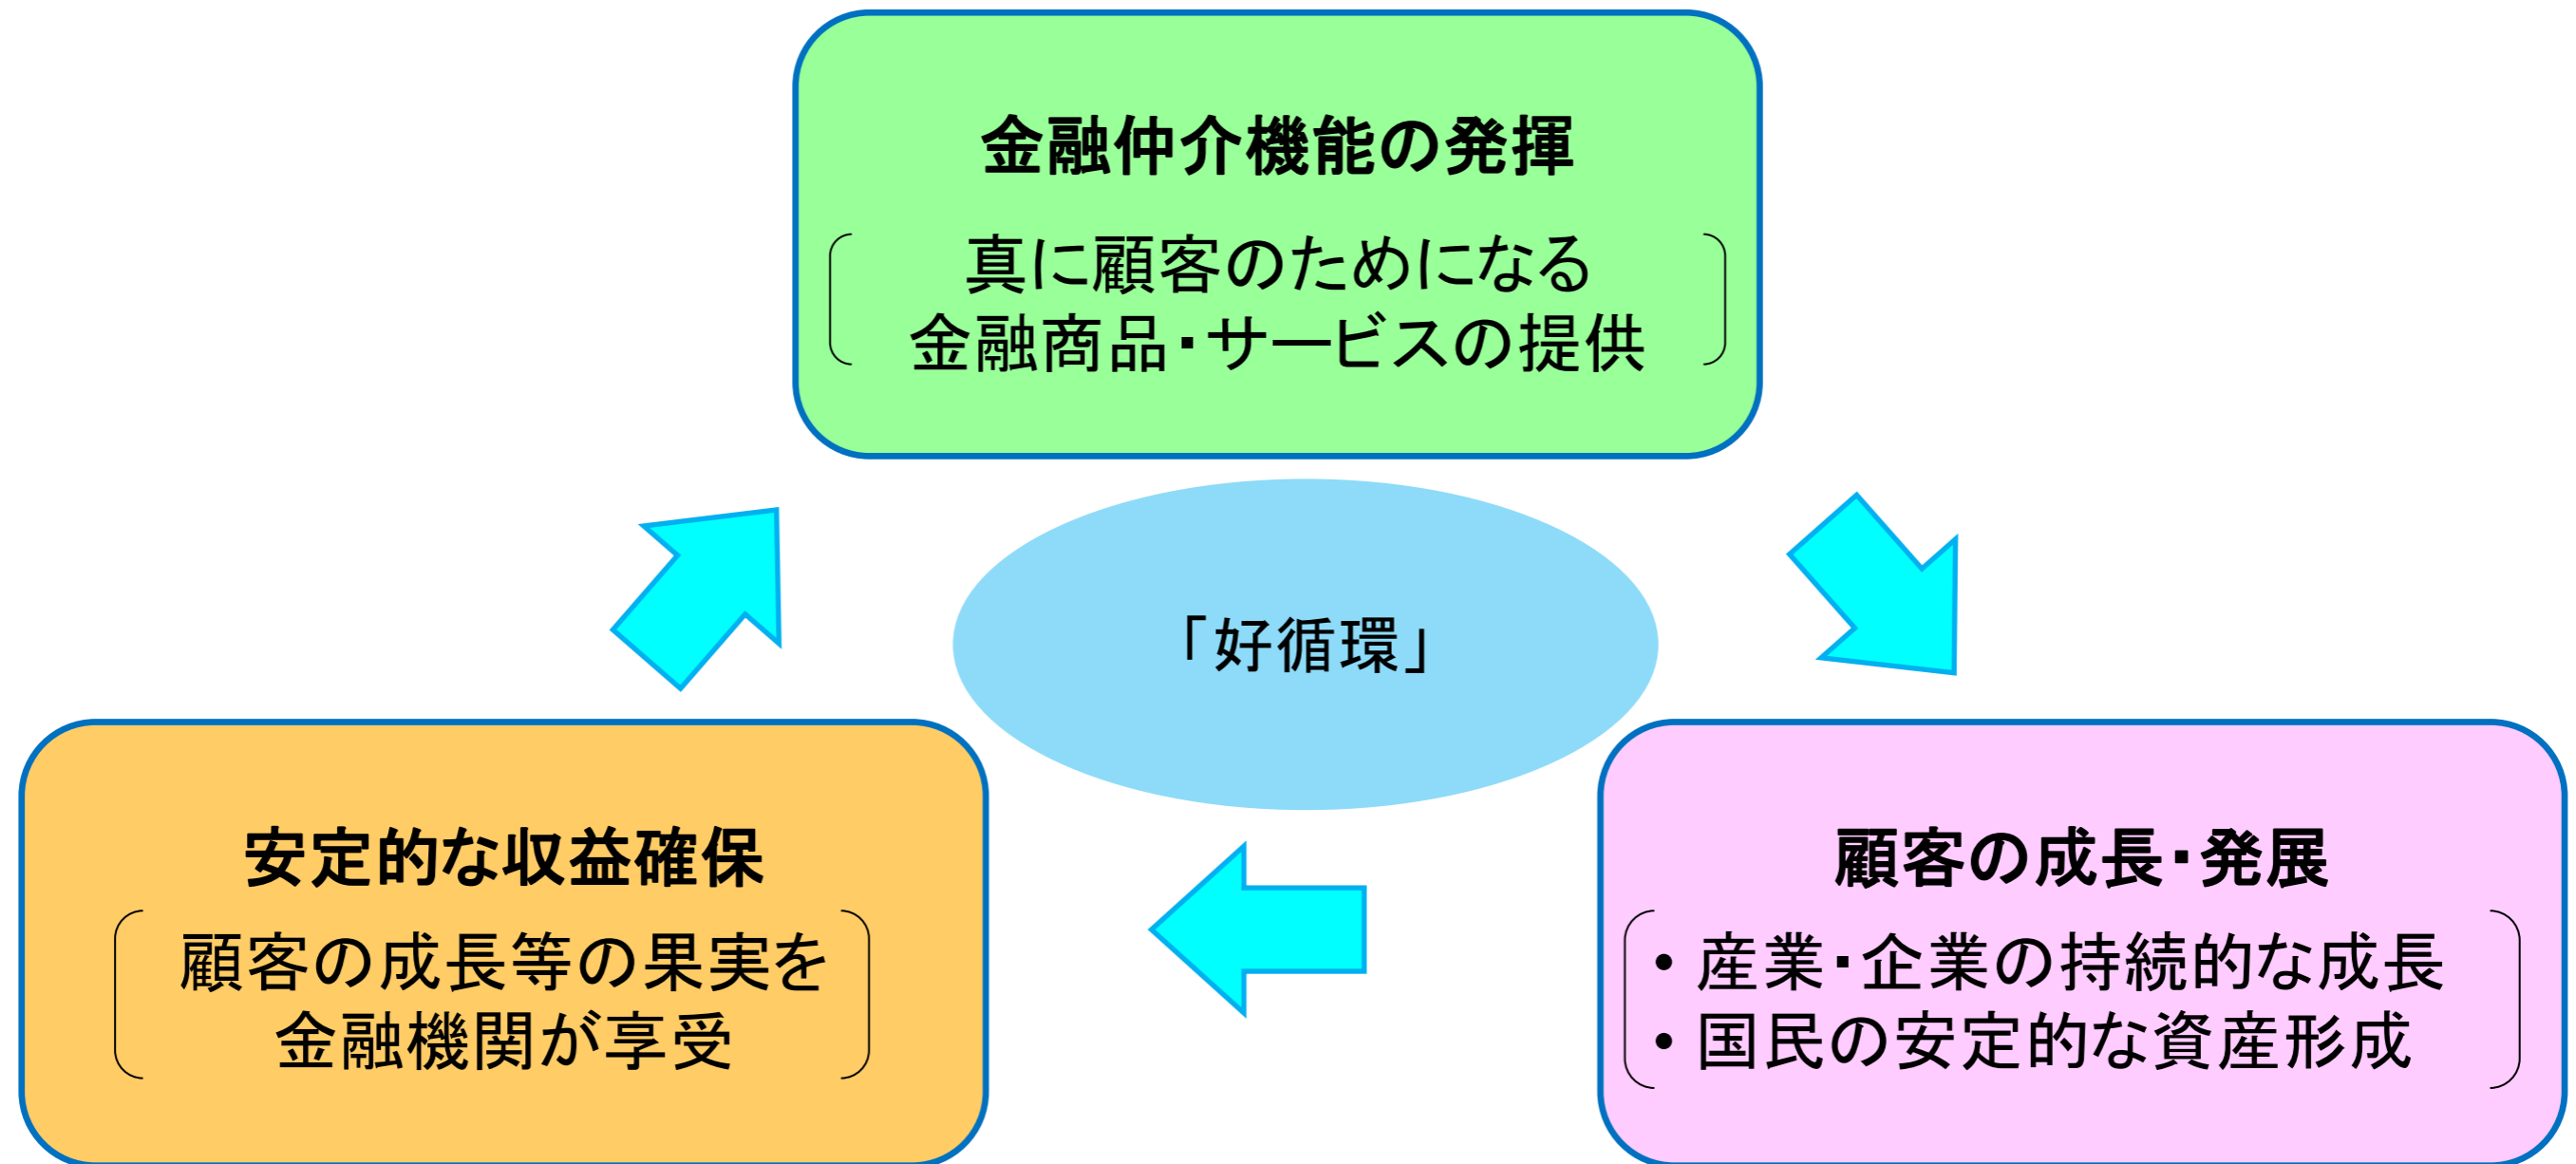 金融仲介機能の発揮
真に顧客のためになる
金融商品・サービスの提供
「好循環」
安定的な収益確保
顧客の成長等の果実を
金融機関が享受
顧客の成長・発展
• 産業・企業の持続的な成長
• 国民の安定的な資産形成